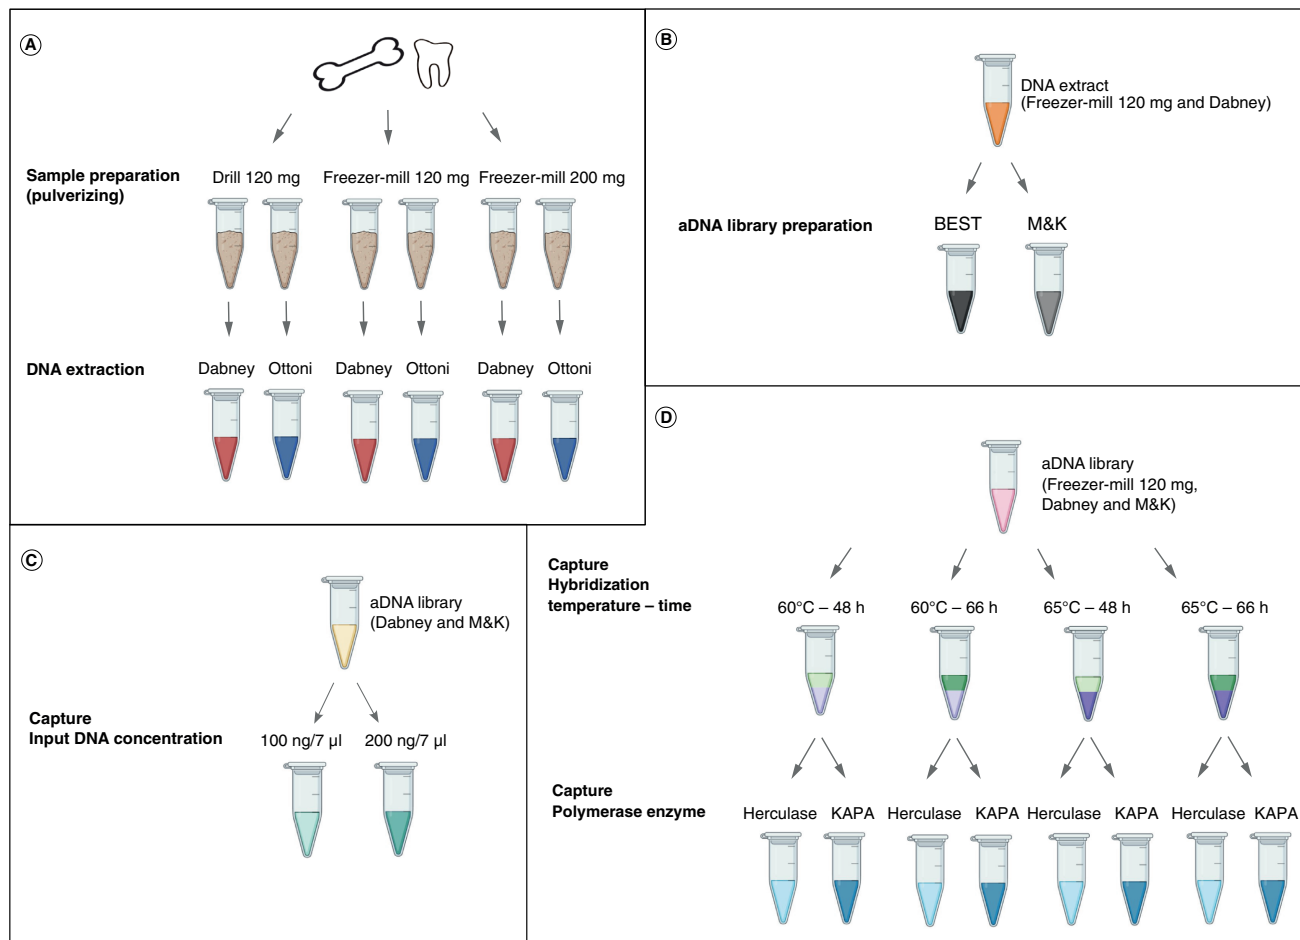 A
Sample preparation
(pulverizing)
Drill 120 mg
Freezer-mill 120 mg
Freezer-mill 200 mg
DNA extraction
Dabney
Ottoni
Dabney
Ottoni
Dabney
Ottoni
B
DNA extract
(Freezer-mill 120 mg and Dabney)
aDNA library preparation
BEST
M&K
C
aDNA library
(Dabney and M&K)
Capture
Input DNA concentration
100 ng/7 µl
200 ng/7 µl
D
aDNA library
(Freezer-mill 120 mg,
Dabney and M&K)
Capture
Hybridization
temperature – time
60°C – 48 h
60°C – 66 h
65°C – 48 h
65°C – 66 h
Capture
Polymerase enzyme
Herculase
KAPA
Herculase
KAPA
Herculase
KAPA
Herculase
KAPA